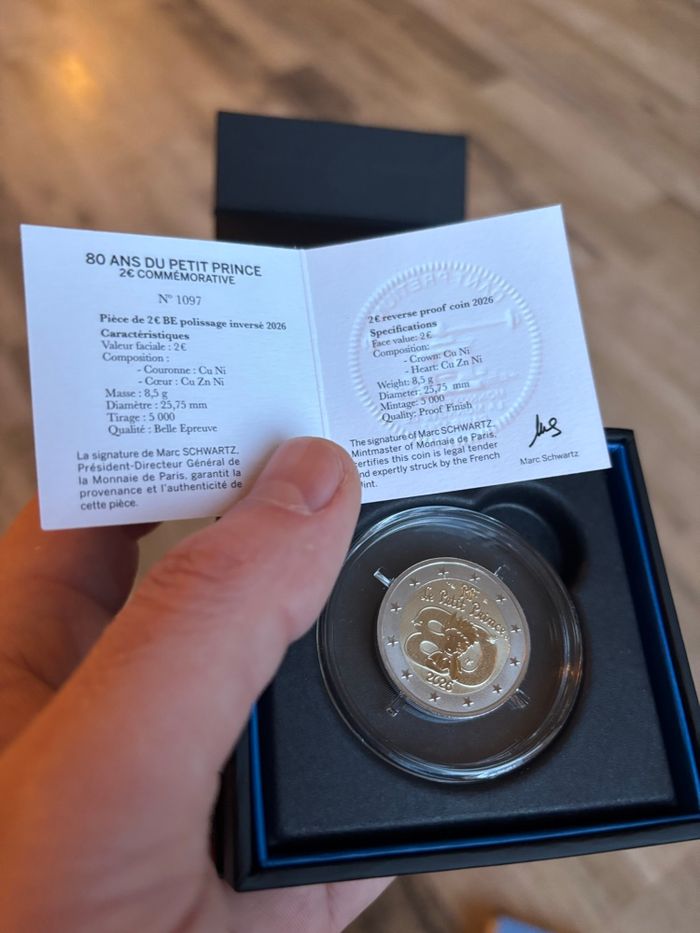 80 ANS DU PETIT PRINCE
2€ COMMÉMORATIVE
N° 1097
Pièce de 2€ BE polissage inversé 2026
Caractéristiques
Valeur faciale : 2€
Composition :
- Couronne : Cu Ni
- Cœur : Cu Zn Ni
Masse : 8,5 g
Diamètre : 25,75 mm
Tirage : 5 000
Qualité : Belle Epreuve
La signature de Marc SCHWARTZ,
Président-Directeur Général de
la Monnaie de Paris, garantit la
provenance et l'authenticité de
cette pièce.
2€ reverse proof coin 2026
Specifications
Face value: 2€
Composition:
- Crown: Cu Ni
- Heart: Cu Zn Ni
Weight: 8,5 g
Diameter: 25,75 mm
Mintage: 5 000
Quality: Proof Finish
The signature of Marc SCHWARTZ,
Mintmaster of Monnaie de Paris,
certifies this coin is legal tender
and expertly struck by the French
Mint.
Marc Schwartz
Le Petit Prince
2026